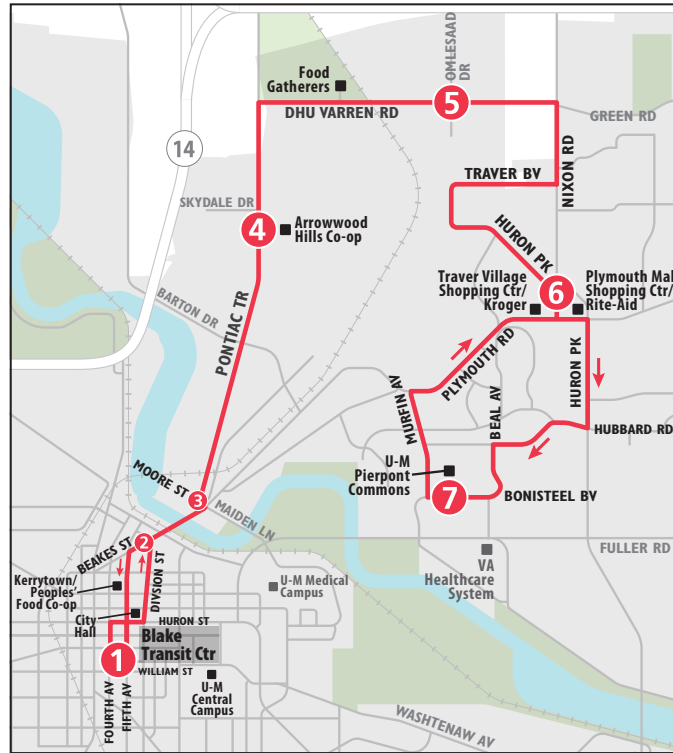 OMLESAAD
DR
Food
Gatherers
5
DHU VARREN RD
GREEN RD
14
TRAVER BV
NIXON RD
SKYDALE DR
4
Arrowwood
Hills Co-op
HURON PK
Traver Village
Shopping Ctr/
Kroger
6
Plymouth Mal
Shopping Ctr/
Rite-Aid
BARTON DR
PONTIAC TR
PLYMOUTH RD
HURON PK
MURFIN AV
BEAL AV
HUBBARD RD
U-M
Pierpont
Commons
7
BONISTEEL BV
MOORE ST
3
MAIDEN LN
BEAKES ST
2
FULLER RD
VA
Healthcare
System
Kerrytown/
Peoples'
Food Co-op
DIVSION ST
U-M Medical
Campus
City
Hall
HURON ST
Blake
Transit Ctr
1
WILLIAM ST
FOURTH AV
FIFTH AV
U-M
Central
Campus
WASHTENAW AV